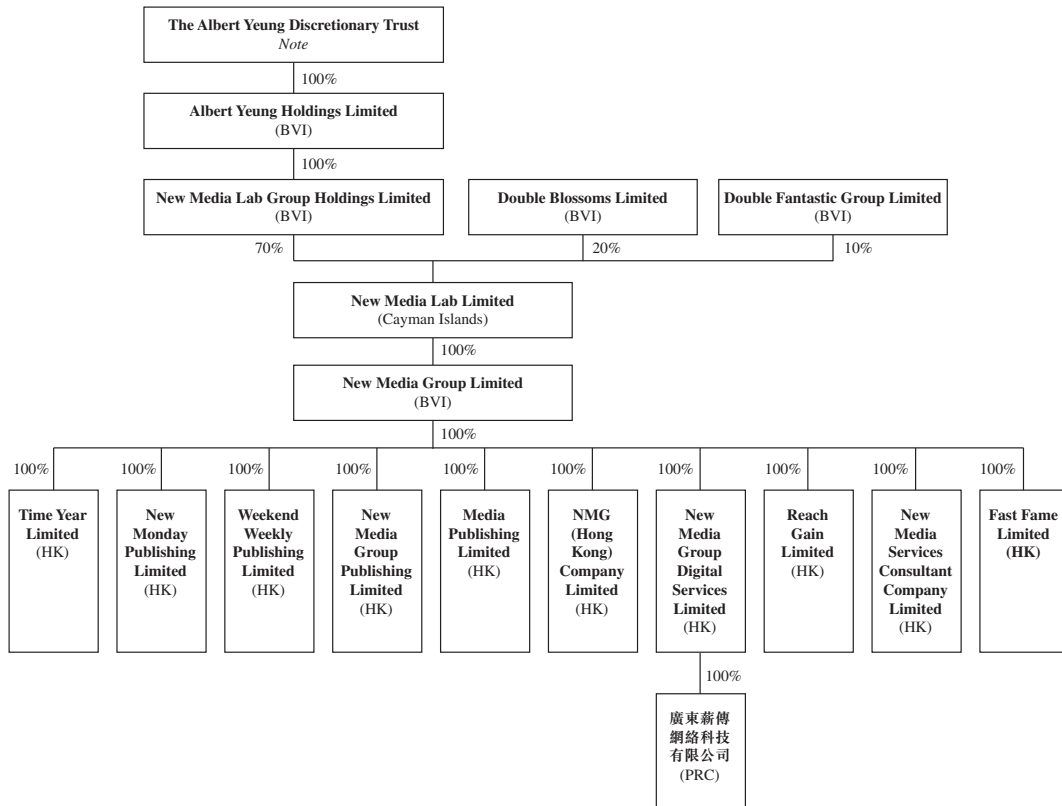 The Albert Yeung Discretionary Trust
Note
100%
Albert Yeung Holdings Limited
(BVI)
100%
New Media Lab Group Holdings Limited
(BVI)
Double Blossoms Limited
(BVI)
Double Fantastic Group Limited
(BVI)
70%
20%
10%
New Media Lab Limited
(Cayman Islands)
100%
New Media Group Limited
(BVI)
100%
100%
100%
100%
100%
100%
100%
100%
100%
100%
100%
Time Year
Limited
(HK)
New
Monday
Publishing
Limited
(HK)
Weekend
Weekly
Publishing
Limited
(HK)
New
Media
Group
Publishing
Limited
(HK)
Media
Publishing
Limited
(HK)
NMG
(Hong
Kong)
Company
Limited
(HK)
New
Media
Group
Digital
Services
Limited
(HK)
Reach
Gain
Limited
(HK)
New
Media
Services
Consultant
Company
Limited
(HK)
Fast Fame
Limited
(HK)
100%
廣東薪傳
網絡科技
有限公司
(PRC)